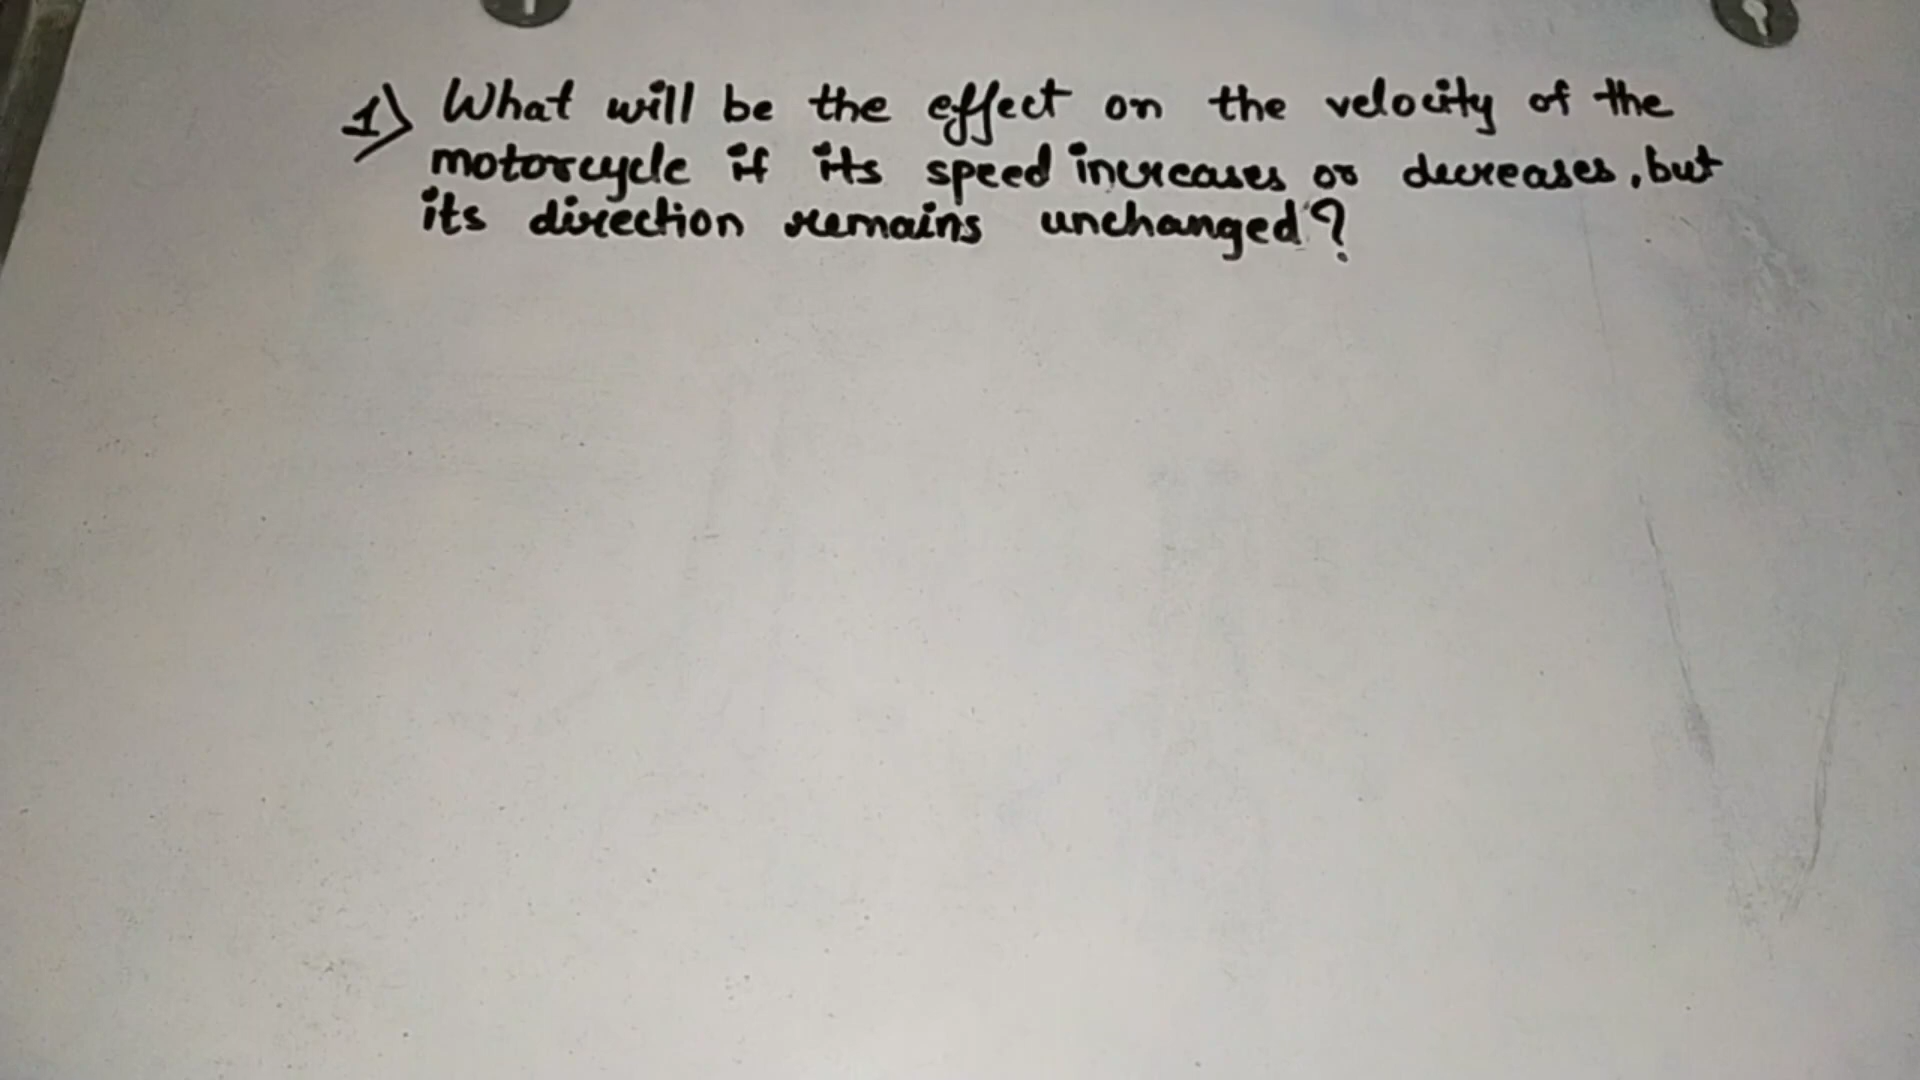 1) What will be the effect on the velocity of the
motorcycle if its speed increases or decreases, but
its direction remains unchanged?